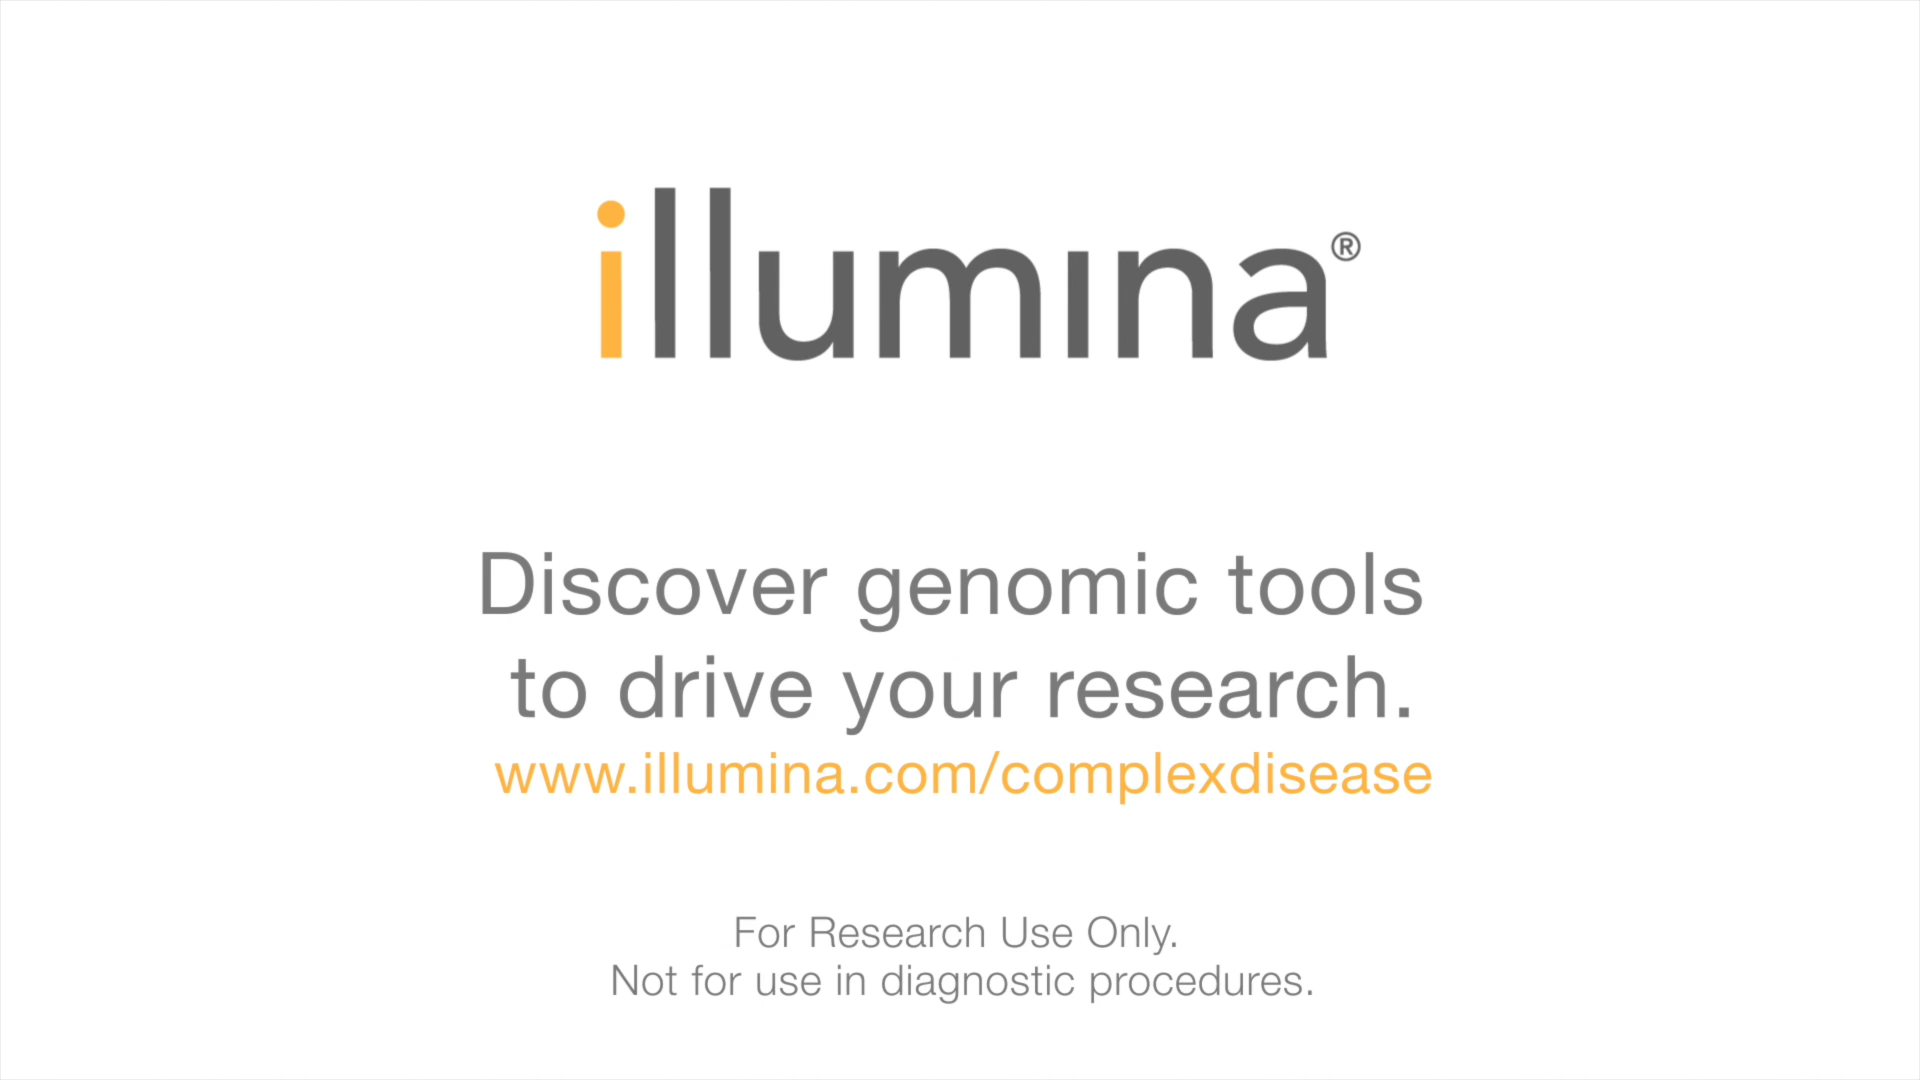 illumina®
Discover genomic tools
to drive your research.
www.illumina.com/complexdisease
For Research Use Only.
Not for use in diagnostic procedures.